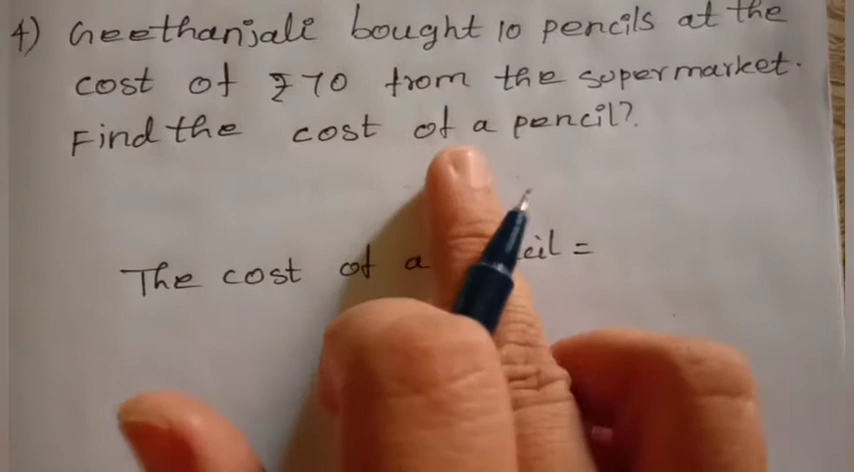 4) Geethanjali bought 10 pencils at the
cost of ₹70 from the supermarket.
Find the cost of a pencil?
The cost of a cil =